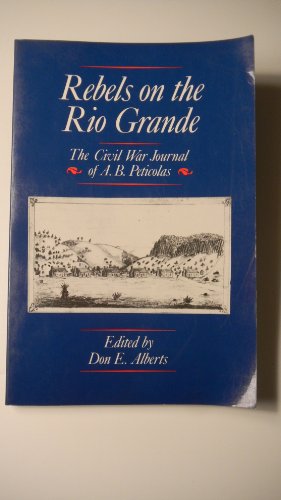 Rebels on the
Rio Grande
The Civil War Journal
of A. B. Peticolas
Edited by
Don E. Alberts